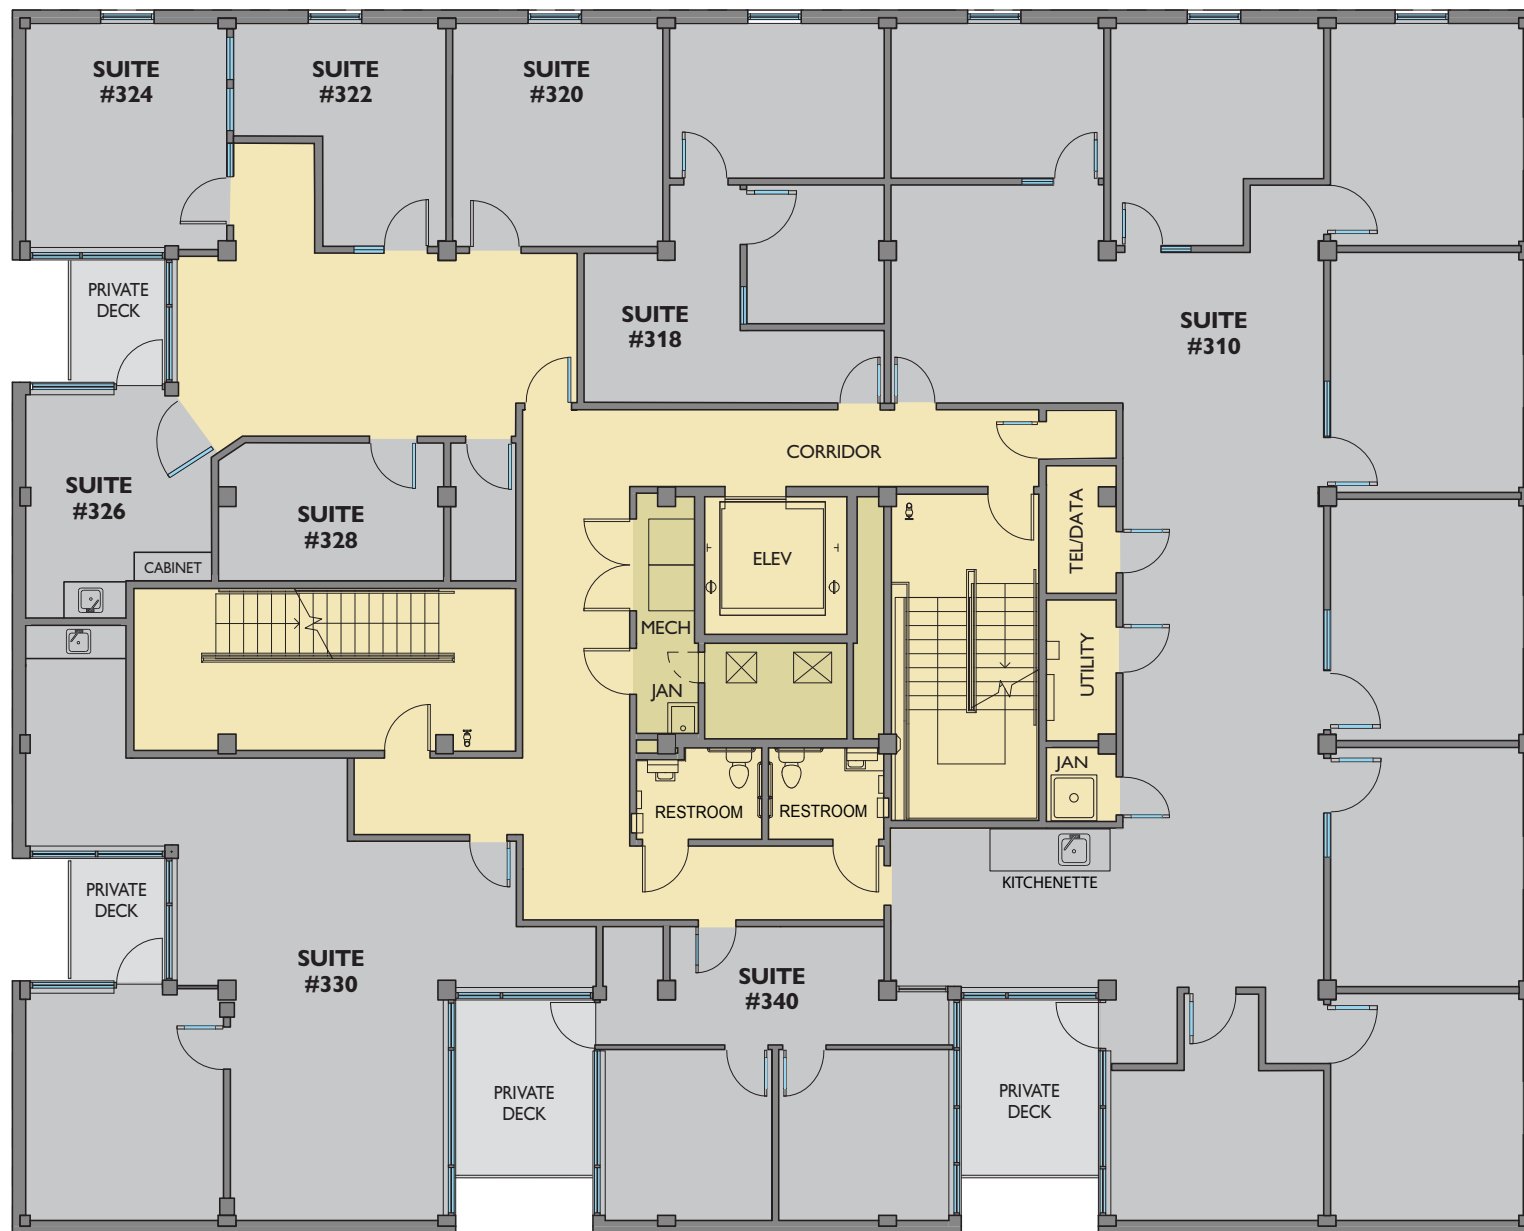 SUITE
#324
SUITE
#322
SUITE
#320
PRIVATE
DECK
SUITE
#318
SUITE
#310
CORRIDOR
SUITE
#326
SUITE
#328
CABINET
ELEV
TEL/DATA
MECH
JAN
UTILITY
JAN
RESTROOM
RESTROOM
KITCHENETTE
PRIVATE
DECK
SUITE
#330
SUITE
#340
PRIVATE
DECK
PRIVATE
DECK